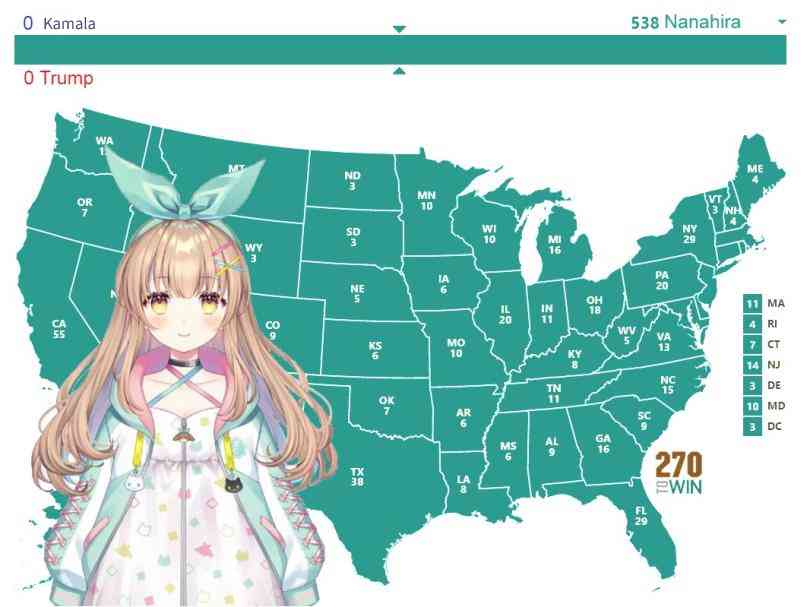 0 Kamala
538 Nanahira
0 Trump
WA
OR
7
CA
55
MT
WY
3
CO
9
ND
3
SD
3
NE
5
KS
6
OK
7
TX
38
MN
10
IA
6
MO
10
AR
6
LA
8
WI
10
IL
20
MI
16
IN
11
OH
18
KY
8
TN
11
MS
6
AL
9
GA
16
FL
29
SC
9
NC
15
VA
13
WV
5
PA
20
NY
29
VT
3
NH
4
ME
4
11 MA
4 RI
7 CT
14 NJ
3 DE
10 MD
3 DC
270
TO WIN